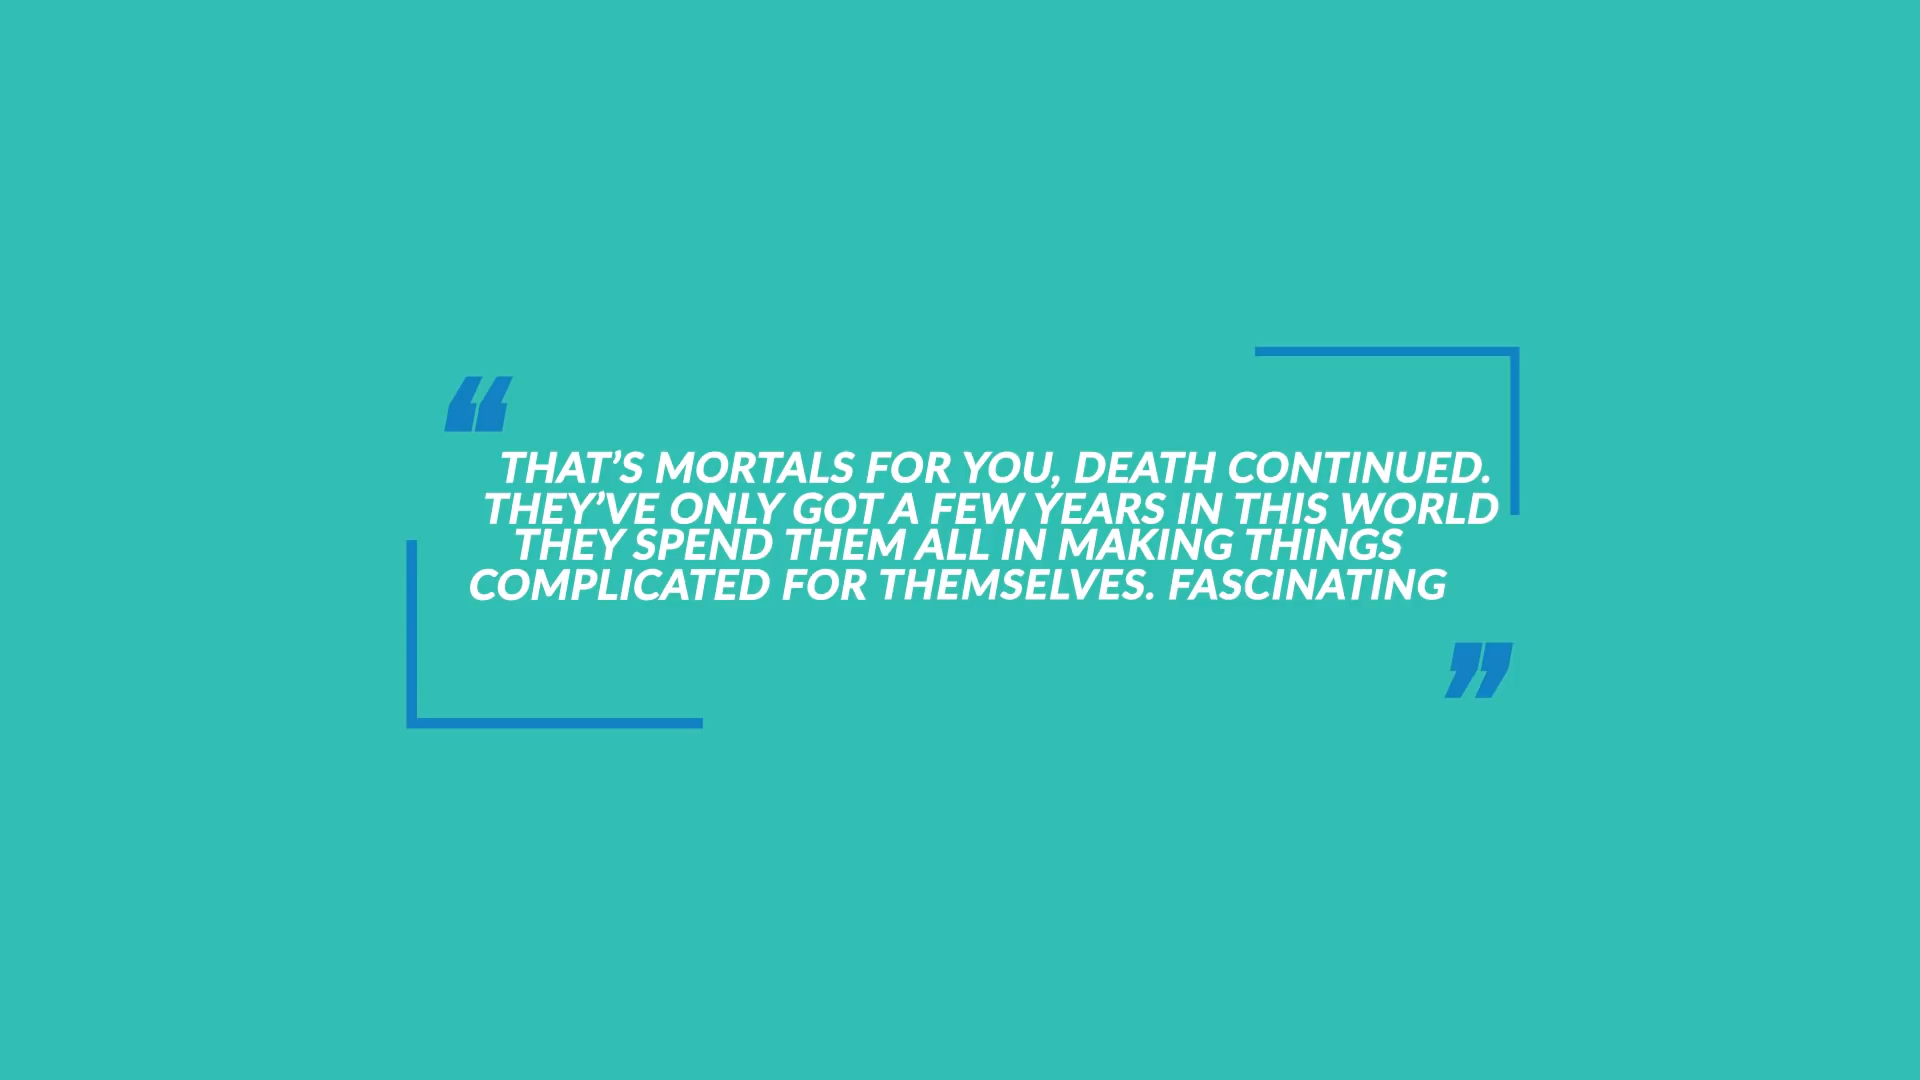 “
THAT’S MORTALS FOR YOU, DEATH CONTINUED.
THEY’VE ONLY GOT A FEW YEARS IN THIS WORLD
THEY SPEND THEM ALL IN MAKING THINGS
COMPLICATED FOR THEMSELVES. FASCINATING
”